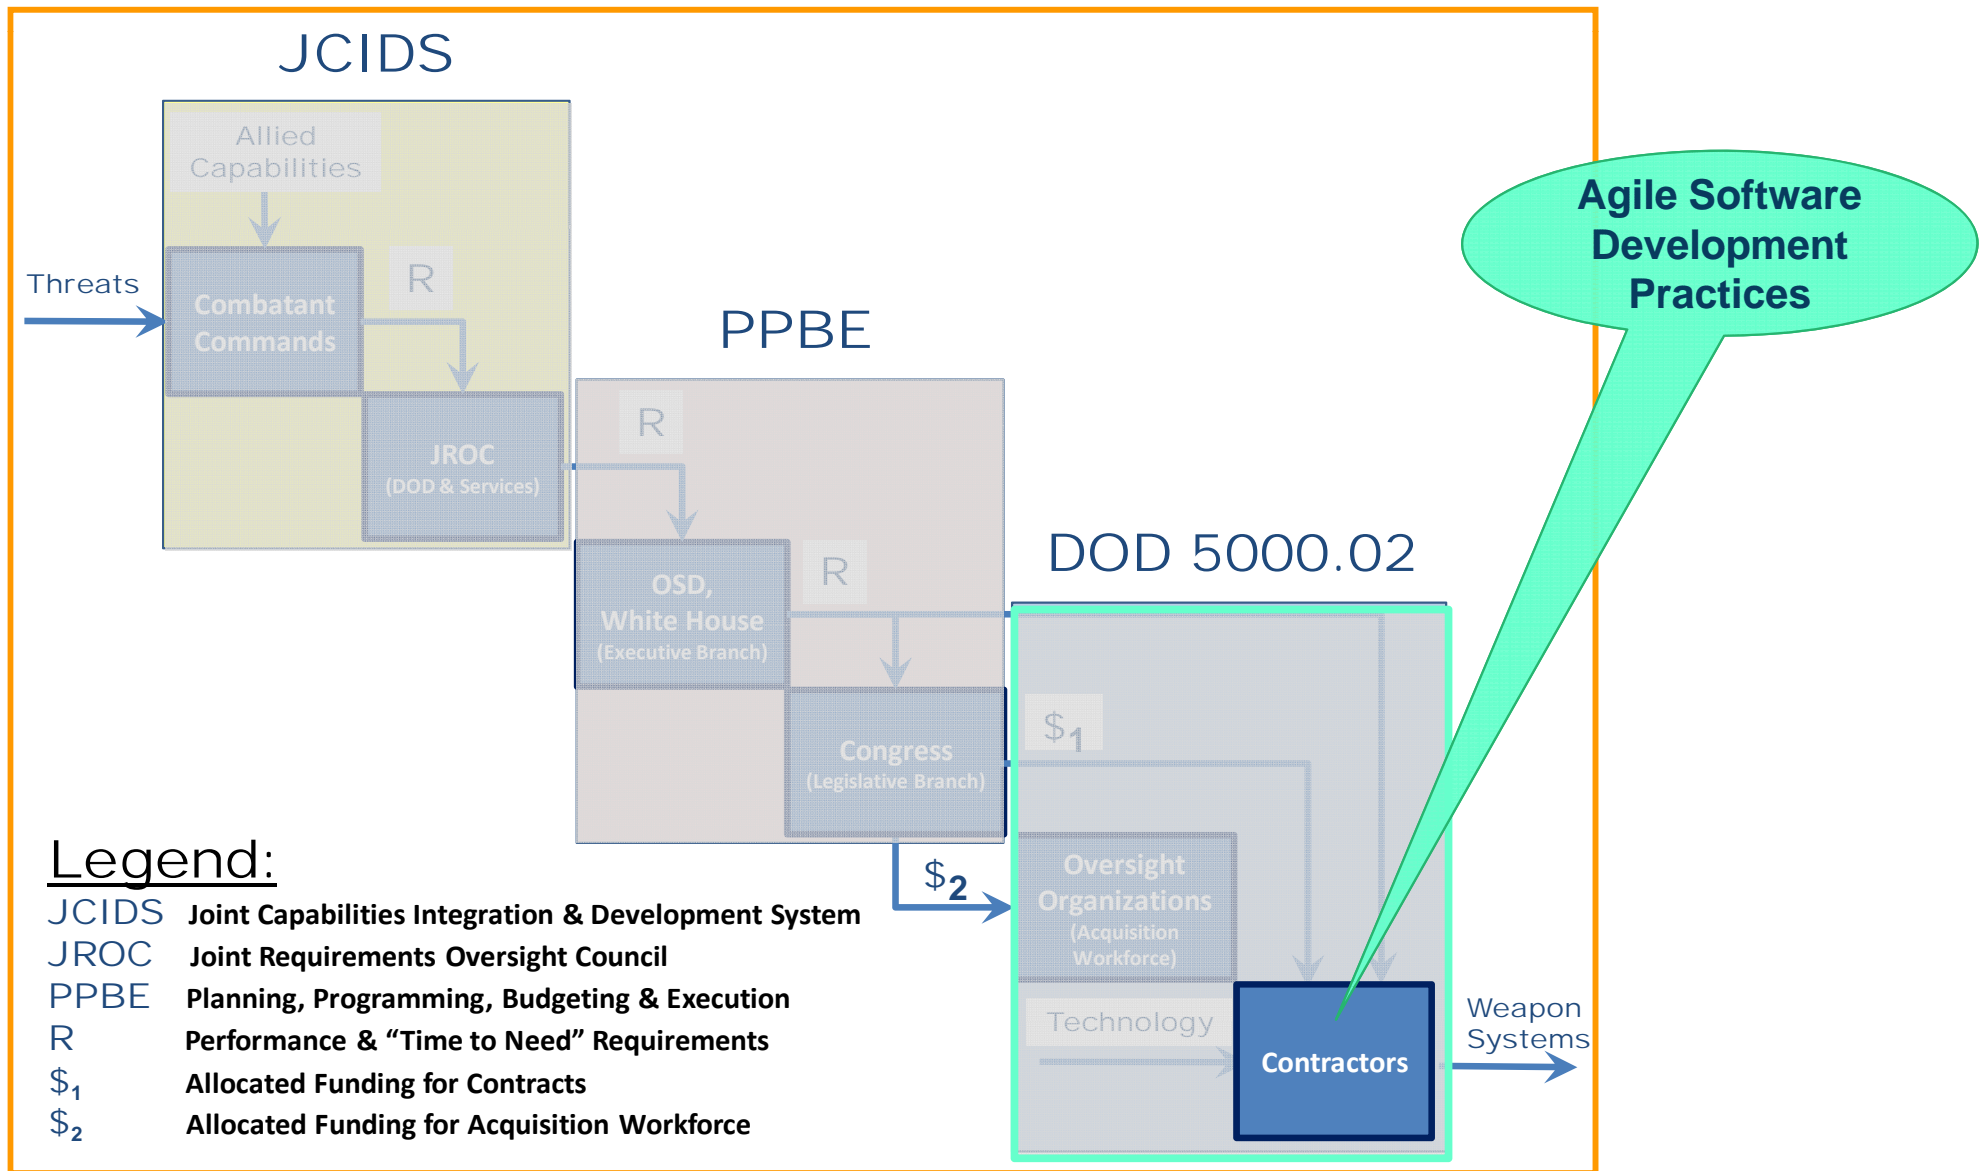 JCIDS
Allied
Capabilities
Threats
Combatant
Commands
R
JROC
(DOD & Services)
PPBE
R
OSD,
White House
(Executive Branch)
R
Congress
(Legislative Branch)
$2
DOD 5000.02
$1
Oversight
Organizations
(Acquisition
Workforce)
Technology
Contractors
Weapon
Systems
Agile Software
Development
Practices
Legend:
JCIDS Joint Capabilities Integration & Development System
JROC Joint Requirements Oversight Council
PPBE Planning, Programming, Budgeting & Execution
R Performance & “Time to Need” Requirements
$1 Allocated Funding for Contracts
$2 Allocated Funding for Acquisition Workforce